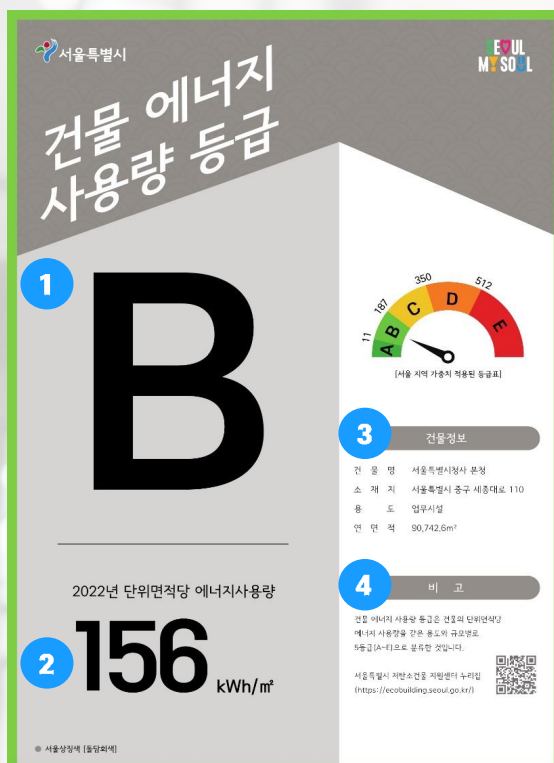 서울특별시
SEOUL
MY SOUL
건물 에너지
사용량 등급
1
B
11
187
350
512
A
B
C
D
E
[서울 지역 가중치 적용된 등급표]
3
건물정보
건물명 서울특별시청사 본청
소재지 서울특별시 중구 세종대로 110
용도 업무시설
연면적 90,742.6m²
2022년 단위면적당 에너지사용량
2
156 kWh/㎡
4
비 고
건물 에너지 사용량 등급은 건물의 단위면적당
에너지 사용량을 같은 용도와 규모별로
5등급[A~E]으로 분류한 것입니다.
서울특별시 저탄소건물 지원센터 누리집
(https://ecobuilding.seoul.go.kr/)
서울상징색 [돌담회색]